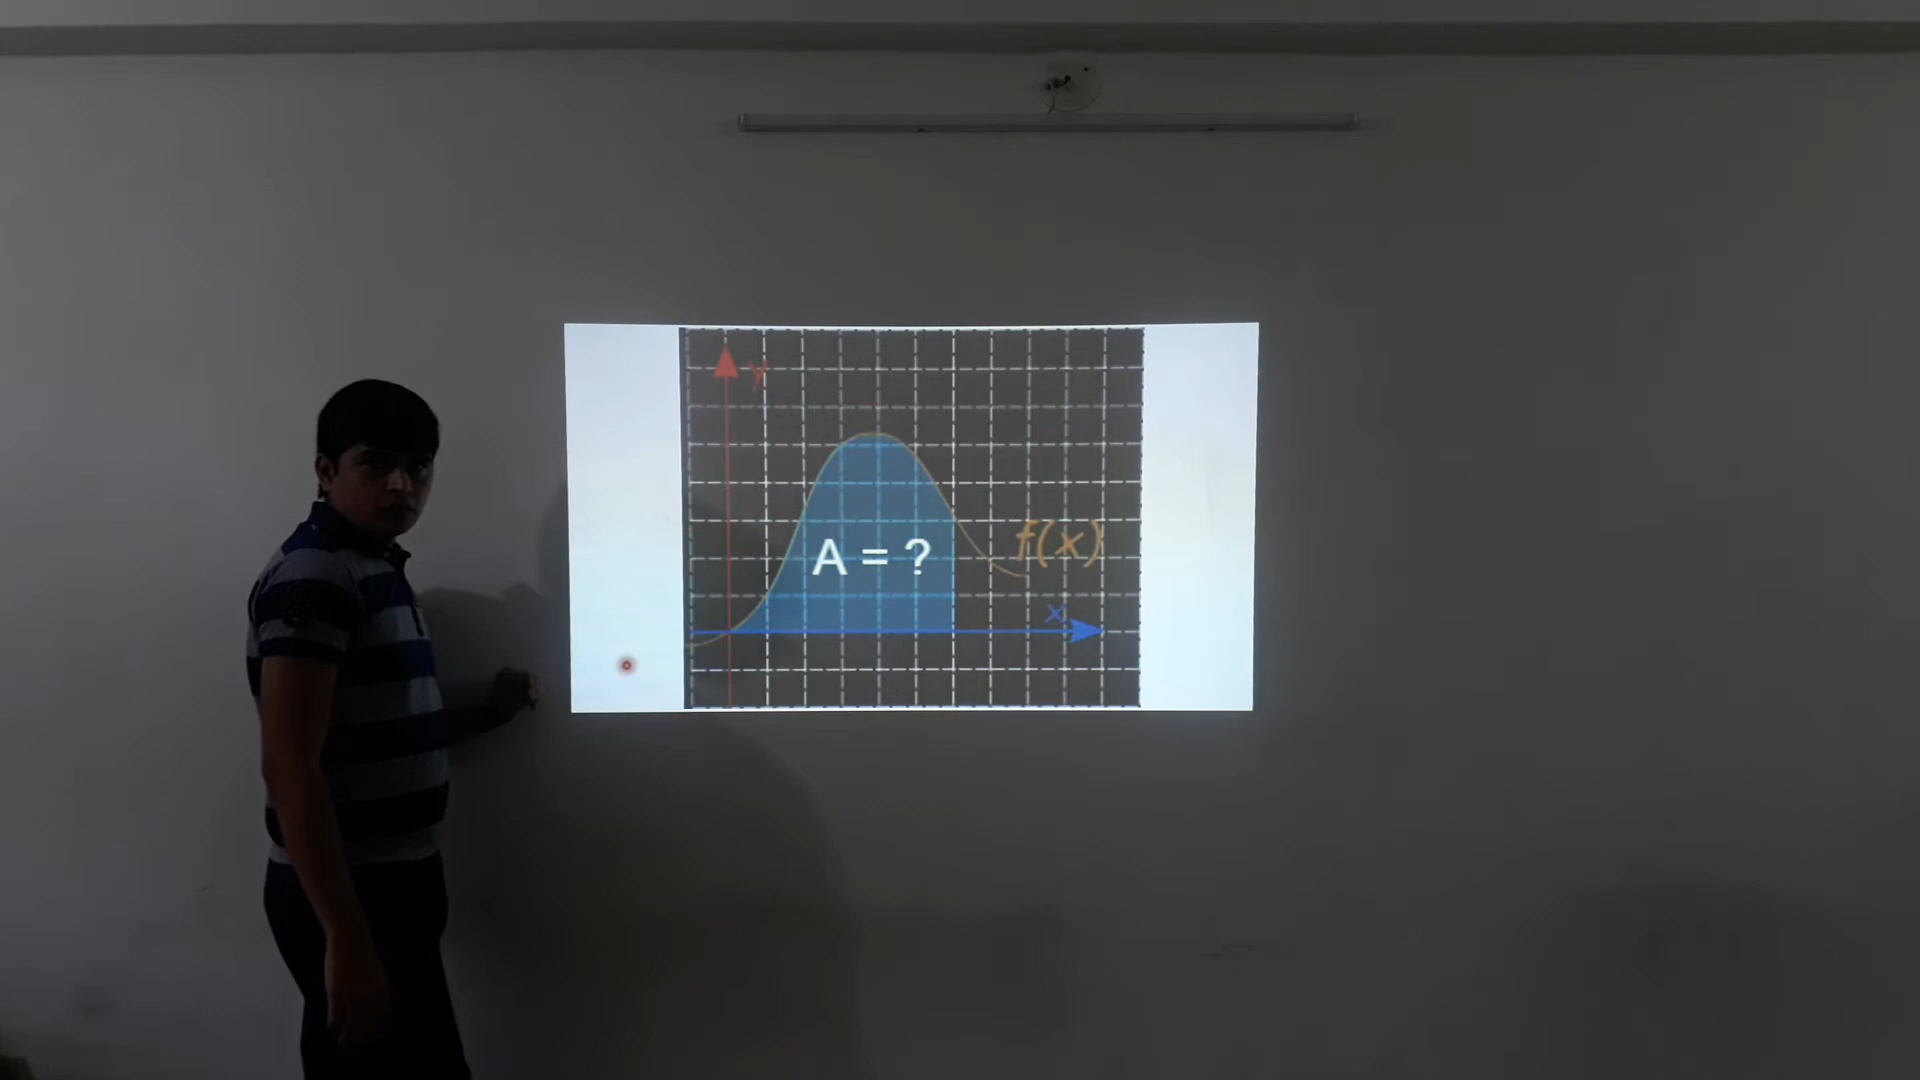 y
A = ?
f(x)
x